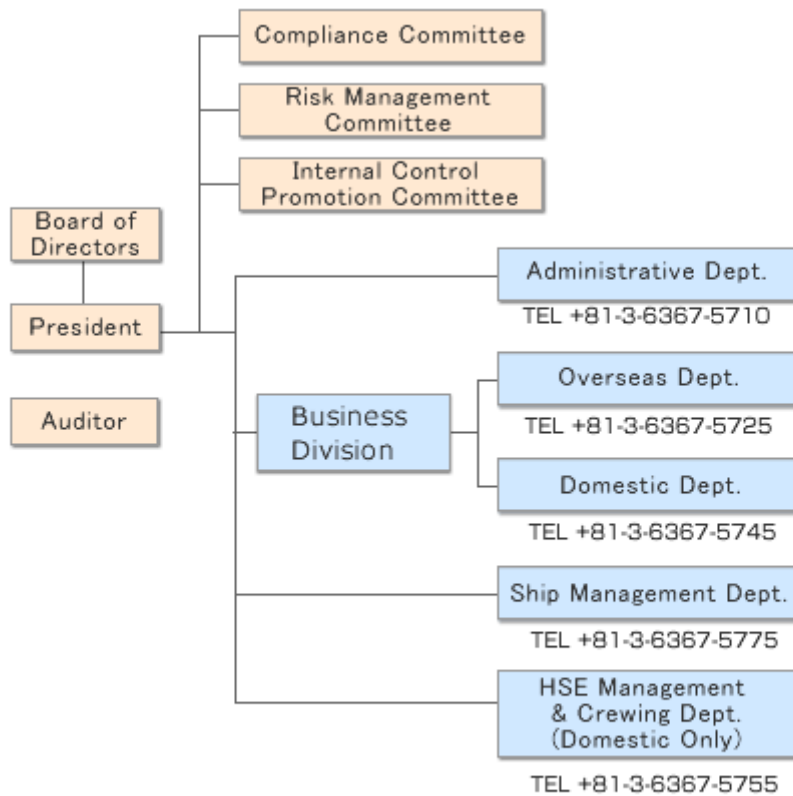 Compliance Committee
Risk Management
Committee
Internal Control
Promotion Committee
Board of
Directors
President
Auditor
Administrative Dept.
TEL +81-3-6367-5710
Business
Division
Overseas Dept.
TEL +81-3-6367-5725
Domestic Dept.
TEL +81-3-6367-5745
Ship Management Dept.
TEL +81-3-6367-5775
HSE Management
& Crewing Dept.
(Domestic Only)
TEL +81-3-6367-5755